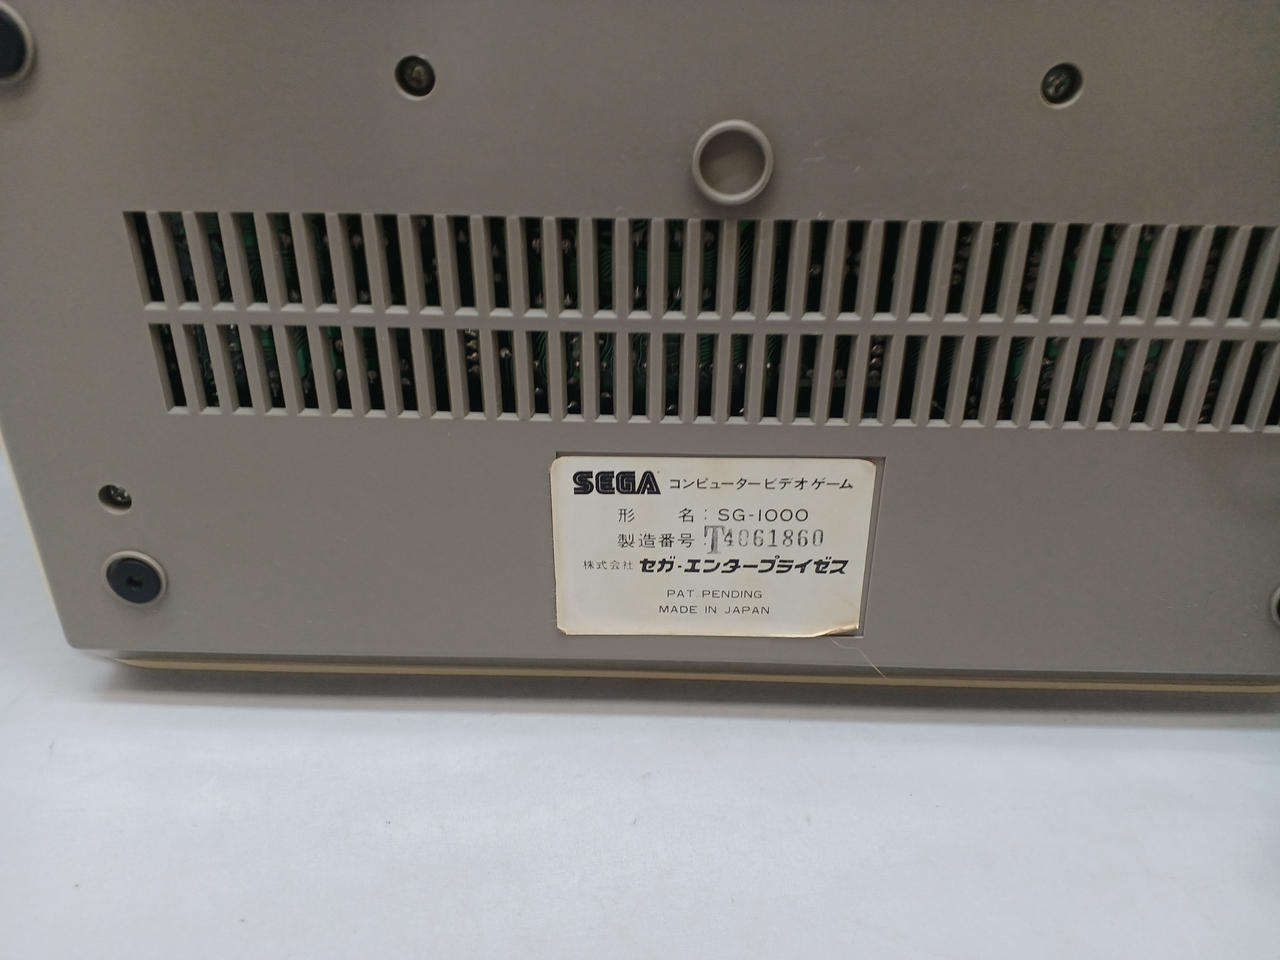 SEGA コンピュータービデオゲーム
形 名: SG-1000
製造番号: T4061860
株式会社 セガ・エンタープライゼス
PAT. PENDING
MADE IN JAPAN